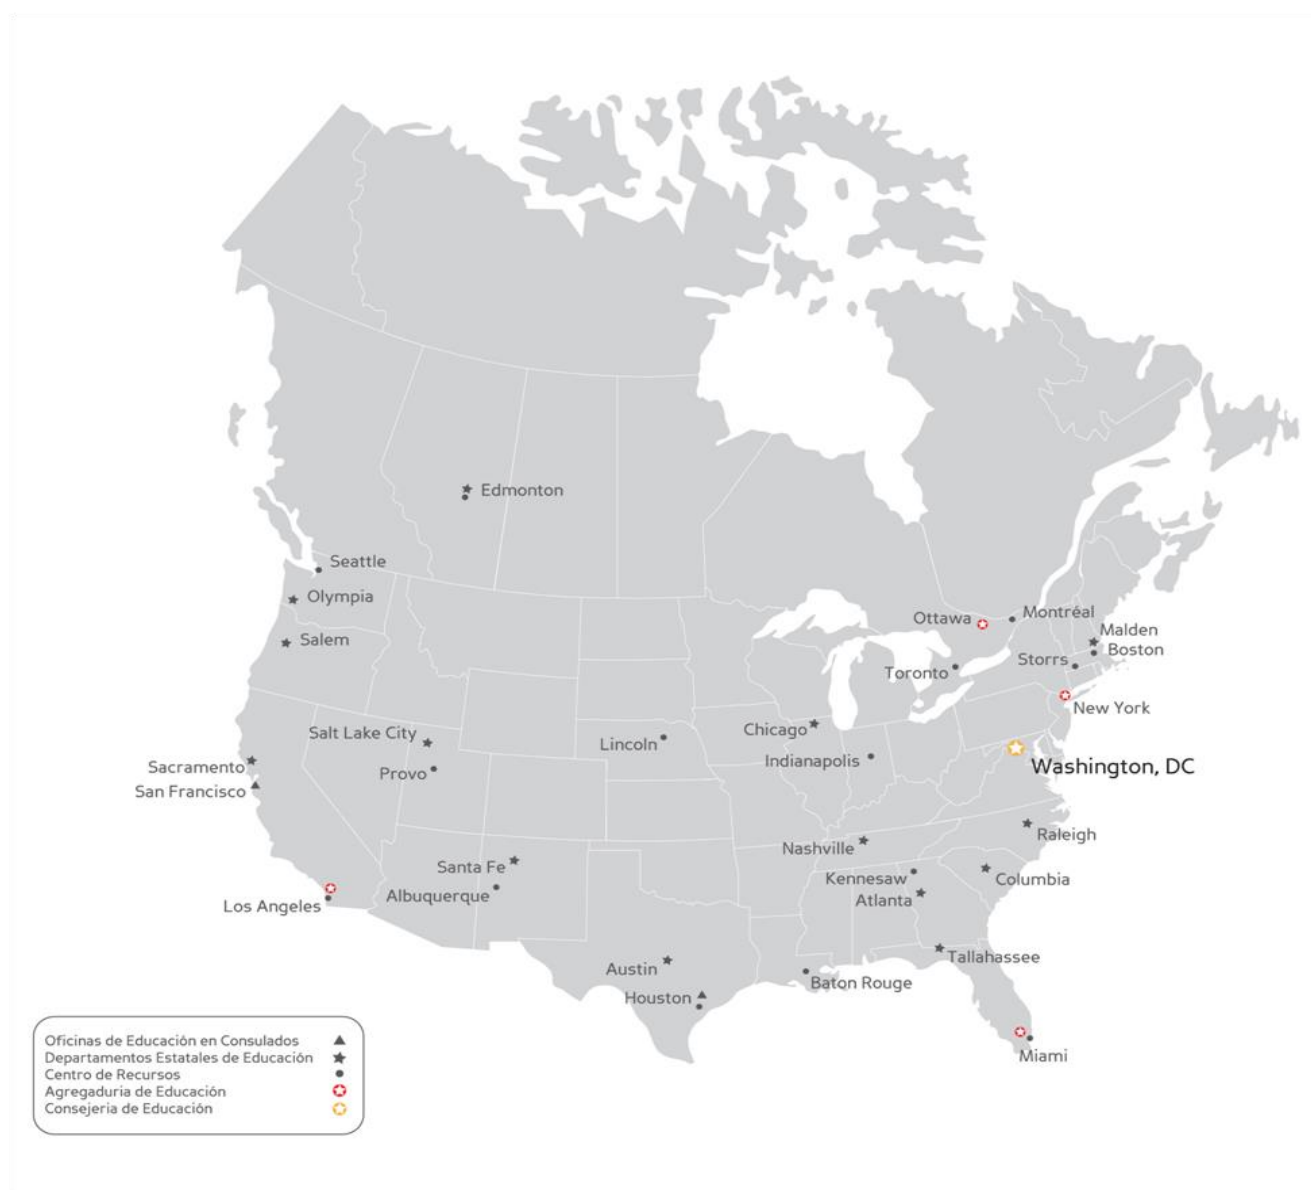 Edmonton
Seattle
Olympia
Salem
Ottawa
Montréal
Malden
Boston
Storrs
Toronto
New York
Chicago
Salt Lake City
Lincoln
Indianapolis
Provo
Washington, DC
Sacramento
San Francisco
Raleigh
Nashville
Santa Fe
Kennesaw
Columbia
Albuquerque
Atlanta
Los Angeles
Tallahassee
Austin
Baton Rouge
Houston
Miami
Oficinas de Educación en Consulados
Departamentos Estatales de Educación
Centro de Recursos
Agregaduria de Educación
Consejeria de Educación